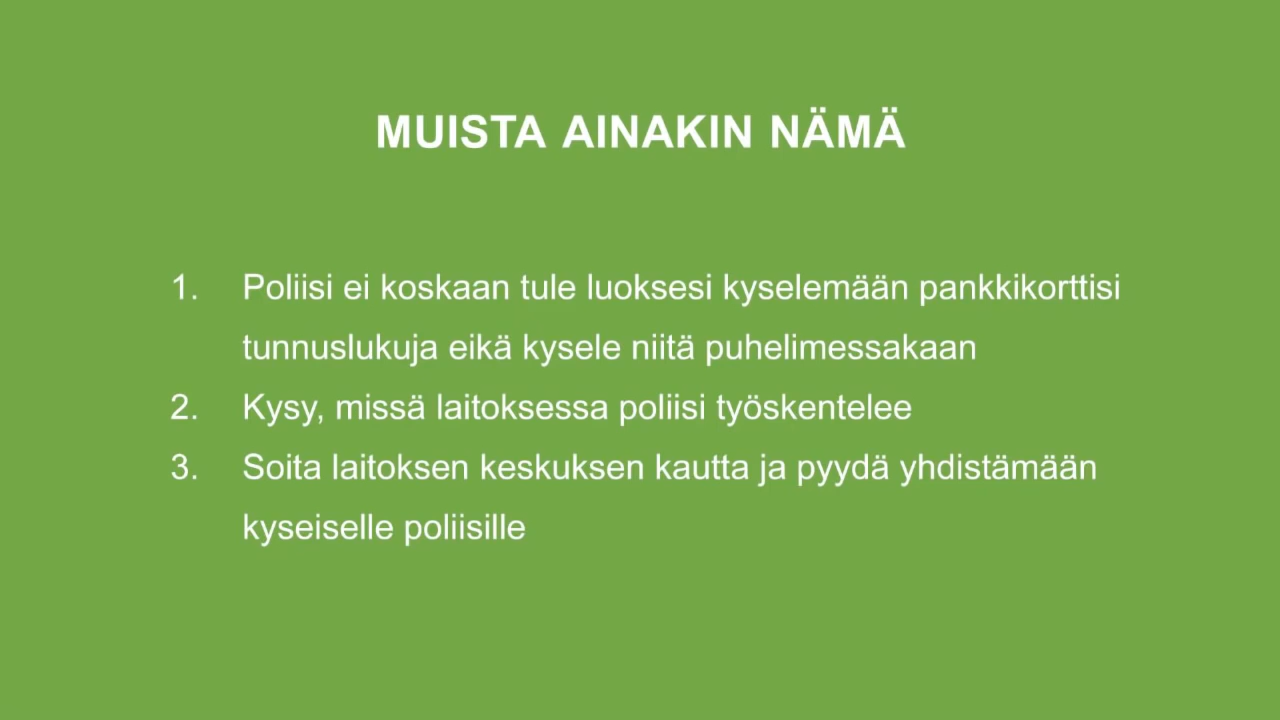 MUISTA AINAKIN NÄMÄ
1. Poliisi ei koskaan tule luoksesi kyselemään pankkikorttisi
tunnuslukuja eikä kysele niitä puhelimessakaan
2. Kysy, missä laitoksessa poliisi työskentelee
3. Soita laitoksen keskuksen kautta ja pyydä yhdistämään
kyseiselle poliisille